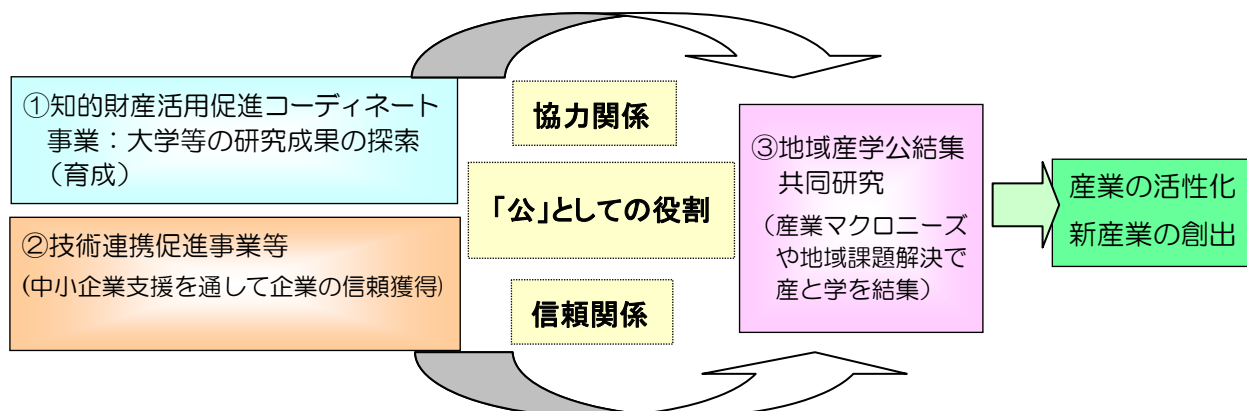 ①知的財産活用促進コーディネート
事業：大学等の研究成果の探索
（育成）
②技術連携促進事業等
(中小企業支援を通して企業の信頼獲得)
協力関係
「公」としての役割
信頼関係
③地域産学公結集
共同研究
（産業マクロニーズ
や地域課題解決で
産と学を結集）
産業の活性化
新産業の創出